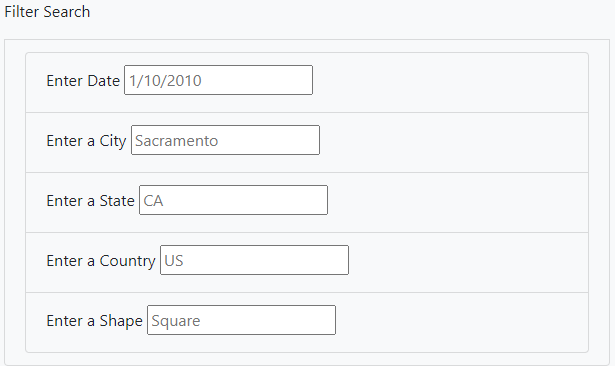 Filter Search
Enter Date 1/10/2010
Enter a City Sacramento
Enter a State CA
Enter a Country US
Enter a Shape Square